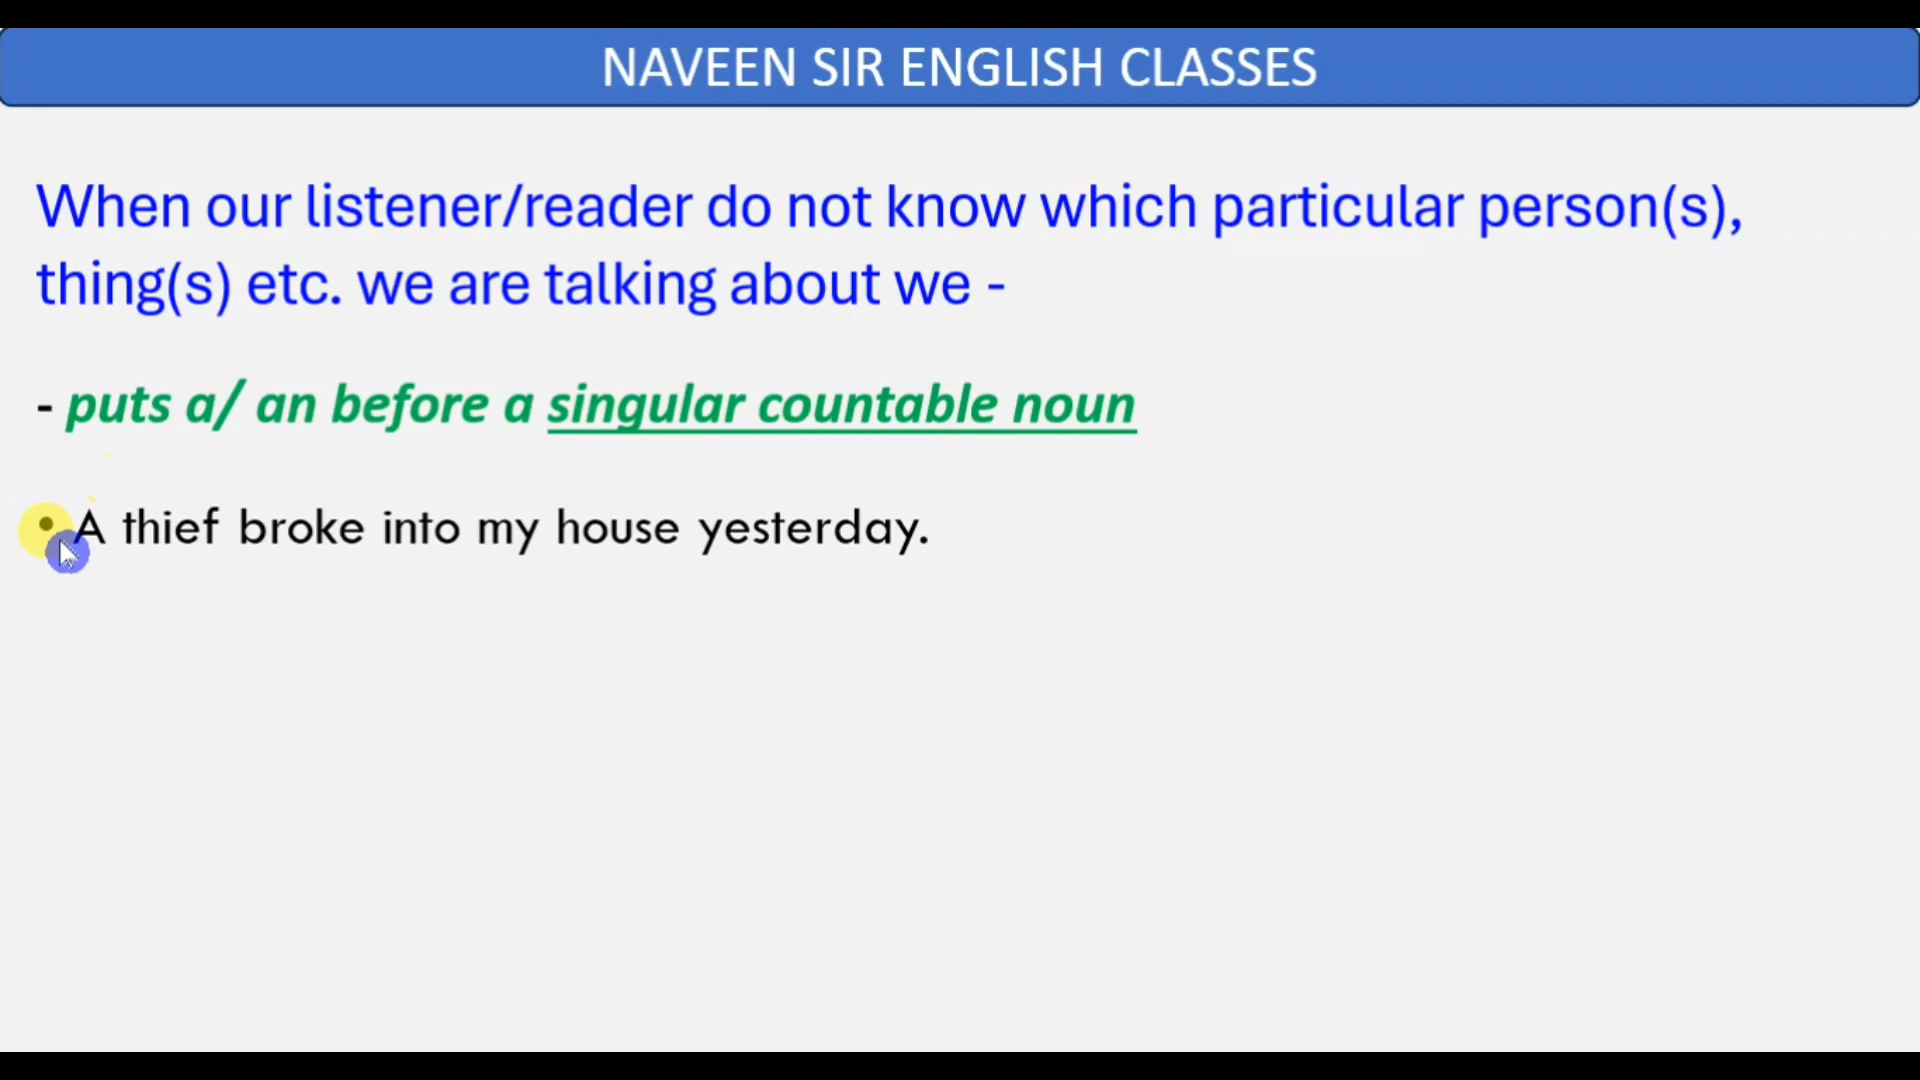 NAVEEN SIR ENGLISH CLASSES
When our listener/reader do not know which particular person(s),
thing(s) etc. we are talking about we -
- puts a/ an before a singular countable noun
• A thief broke into my house yesterday.